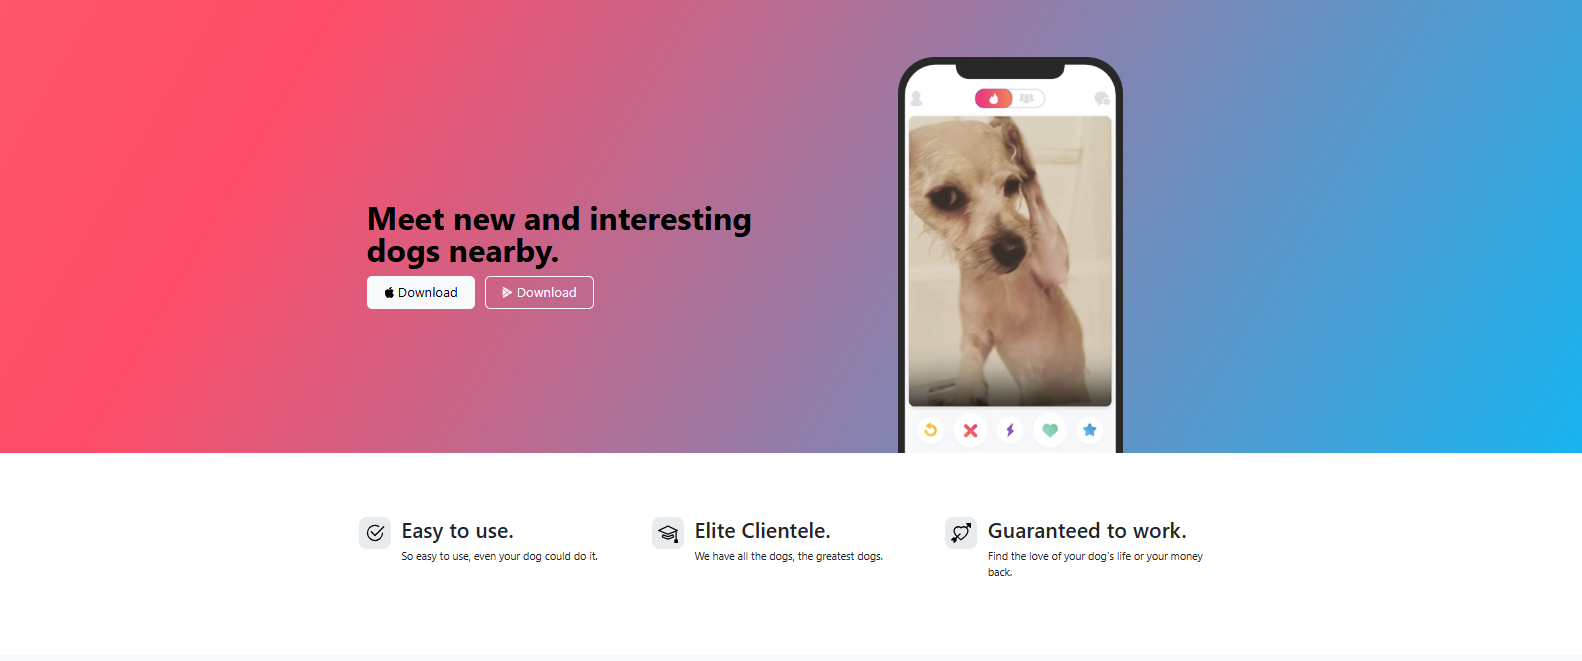 Meet new and interesting
dogs nearby.
Download
Download
Easy to use.
So easy to use, even your dog could do it.
Elite Clientele.
We have all the dogs, the greatest dogs.
Guaranteed to work.
Find the love of your dog's life or your money
back.